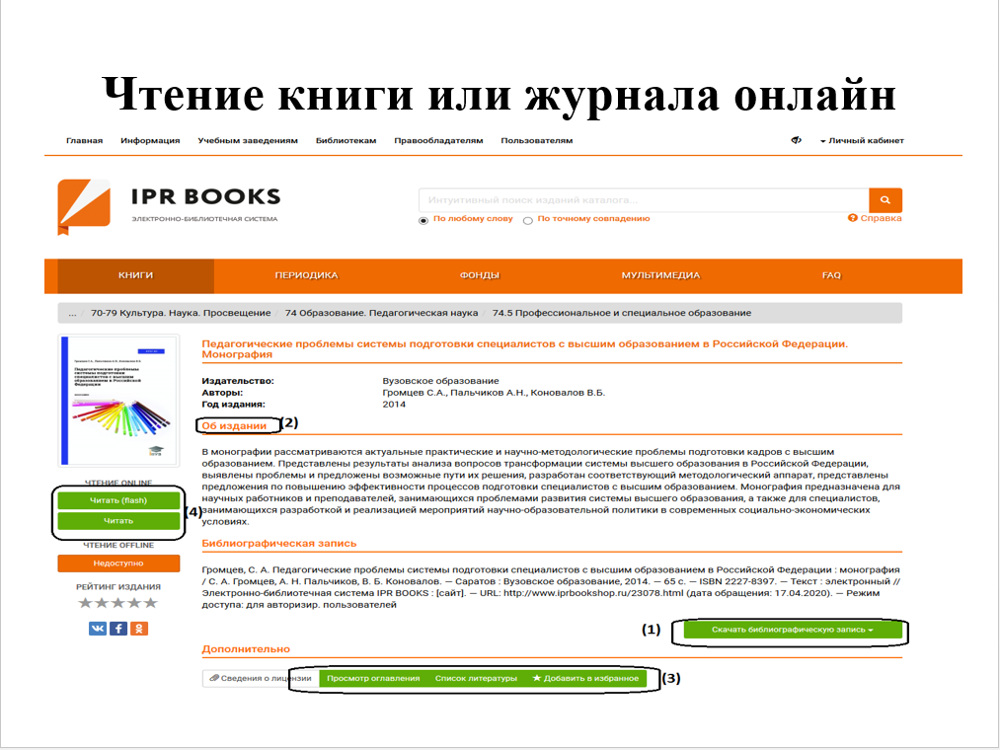 Чтение книги или журнала онлайн
Главная Информация Учебным заведениям Библиотекам Правообладателям Пользователям Личный кабинет
IPR BOOKS
ЭЛЕКТРОННО-БИБЛИОТЕЧНАЯ СИСТЕМА
Интуитивный поиск изданий каталога...
По любому слову По точному совпадению Справка
КНИГИ ПЕРИОДИКА ФОНДЫ МУЛЬТИМЕДИА FAQ
... / 70-79 Культура. Наука. Просвещение / 74 Образование. Педагогическая наука / 74.5 Профессиональное и специальное образование
Педагогические проблемы
системы подготовки
специалистов с высшим
образованием в Российской
Федерации
ЧТЕНИЕ ONLINE
Читать (flash)
Читать
(4)
ЧТЕНИЕ OFFLINE
Недоступно
РЕЙТИНГ ИЗДАНИЯ
Педагогические проблемы системы подготовки специалистов с высшим образованием в Российской Федерации.
Монография
Издательство: Вузовское образование
Авторы: Громцев С.А., Пальчиков А.Н., Коновалов В.Б.
Год издания: 2014
Об издании (2)
В монографии рассматриваются актуальные практические и научно-методологические проблемы подготовки кадров с высшим
образованием. Представлены результаты анализа вопросов трансформации системы высшего образования в Российской Федерации,
выявлены проблемы и предложены возможные пути их решения, разработан соответствующий методологический аппарат, представлены
предложения по повышению эффективности процессов подготовки специалистов с высшим образованием. Монография предназначена для
научных работников и преподавателей, занимающихся проблемами развития системы высшего образования, а также для специалистов,
занимающихся разработкой и реализацией мероприятий научно-образовательной политики в современных социально-экономических
условиях.
Библиографическая запись
Громцев, С. А. Педагогические проблемы системы подготовки специалистов с высшим образованием в Российской Федерации : монография
/ С. А. Громцев, А. Н. Пальчиков, В. Б. Коновалов. — Саратов : Вузовское образование, 2014. — 65 c. — ISBN 2227-8397. — Текст : электронный //
Электронно-библиотечная система IPR BOOKS : [сайт]. — URL: http://www.iprbookshop.ru/23078.html (дата обращения: 17.04.2020). — Режим
доступа: для авторизир. пользователей
(1) Скачать библиографическую запись
Дополнительно
Сведения о лицензии Просмотр оглавления Список литературы Добавить в избранное (3)